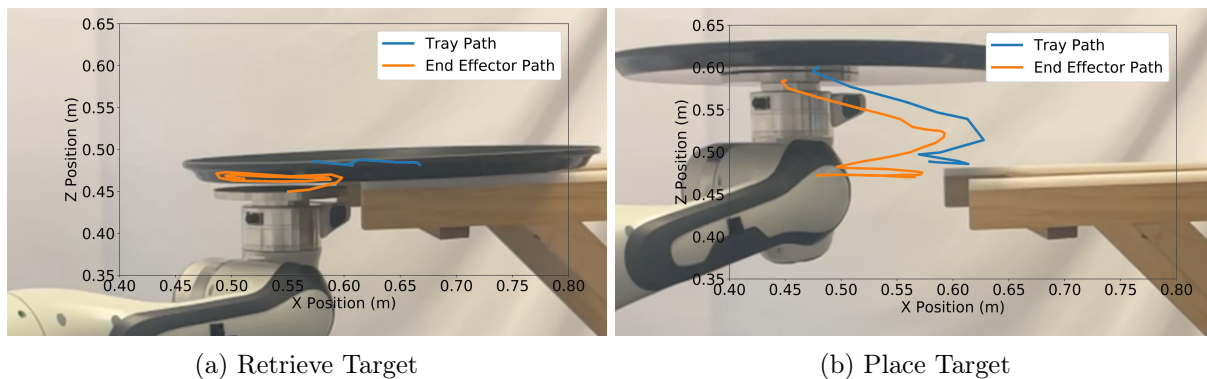 0.65
0.60
0.55
0.50
0.45
0.40
0.35
Z Position (m)
0.40 0.45 0.50 0.55 0.60 0.65 0.70 0.75 0.80
X Position (m)
Tray Path
End Effector Path
(a) Retrieve Target
0.65
0.60
0.55
0.50
0.45
0.40
0.35
Z Position (m)
0.40 0.45 0.50 0.55 0.60 0.65 0.70 0.75 0.80
X Position (m)
Tray Path
End Effector Path
(b) Place Target